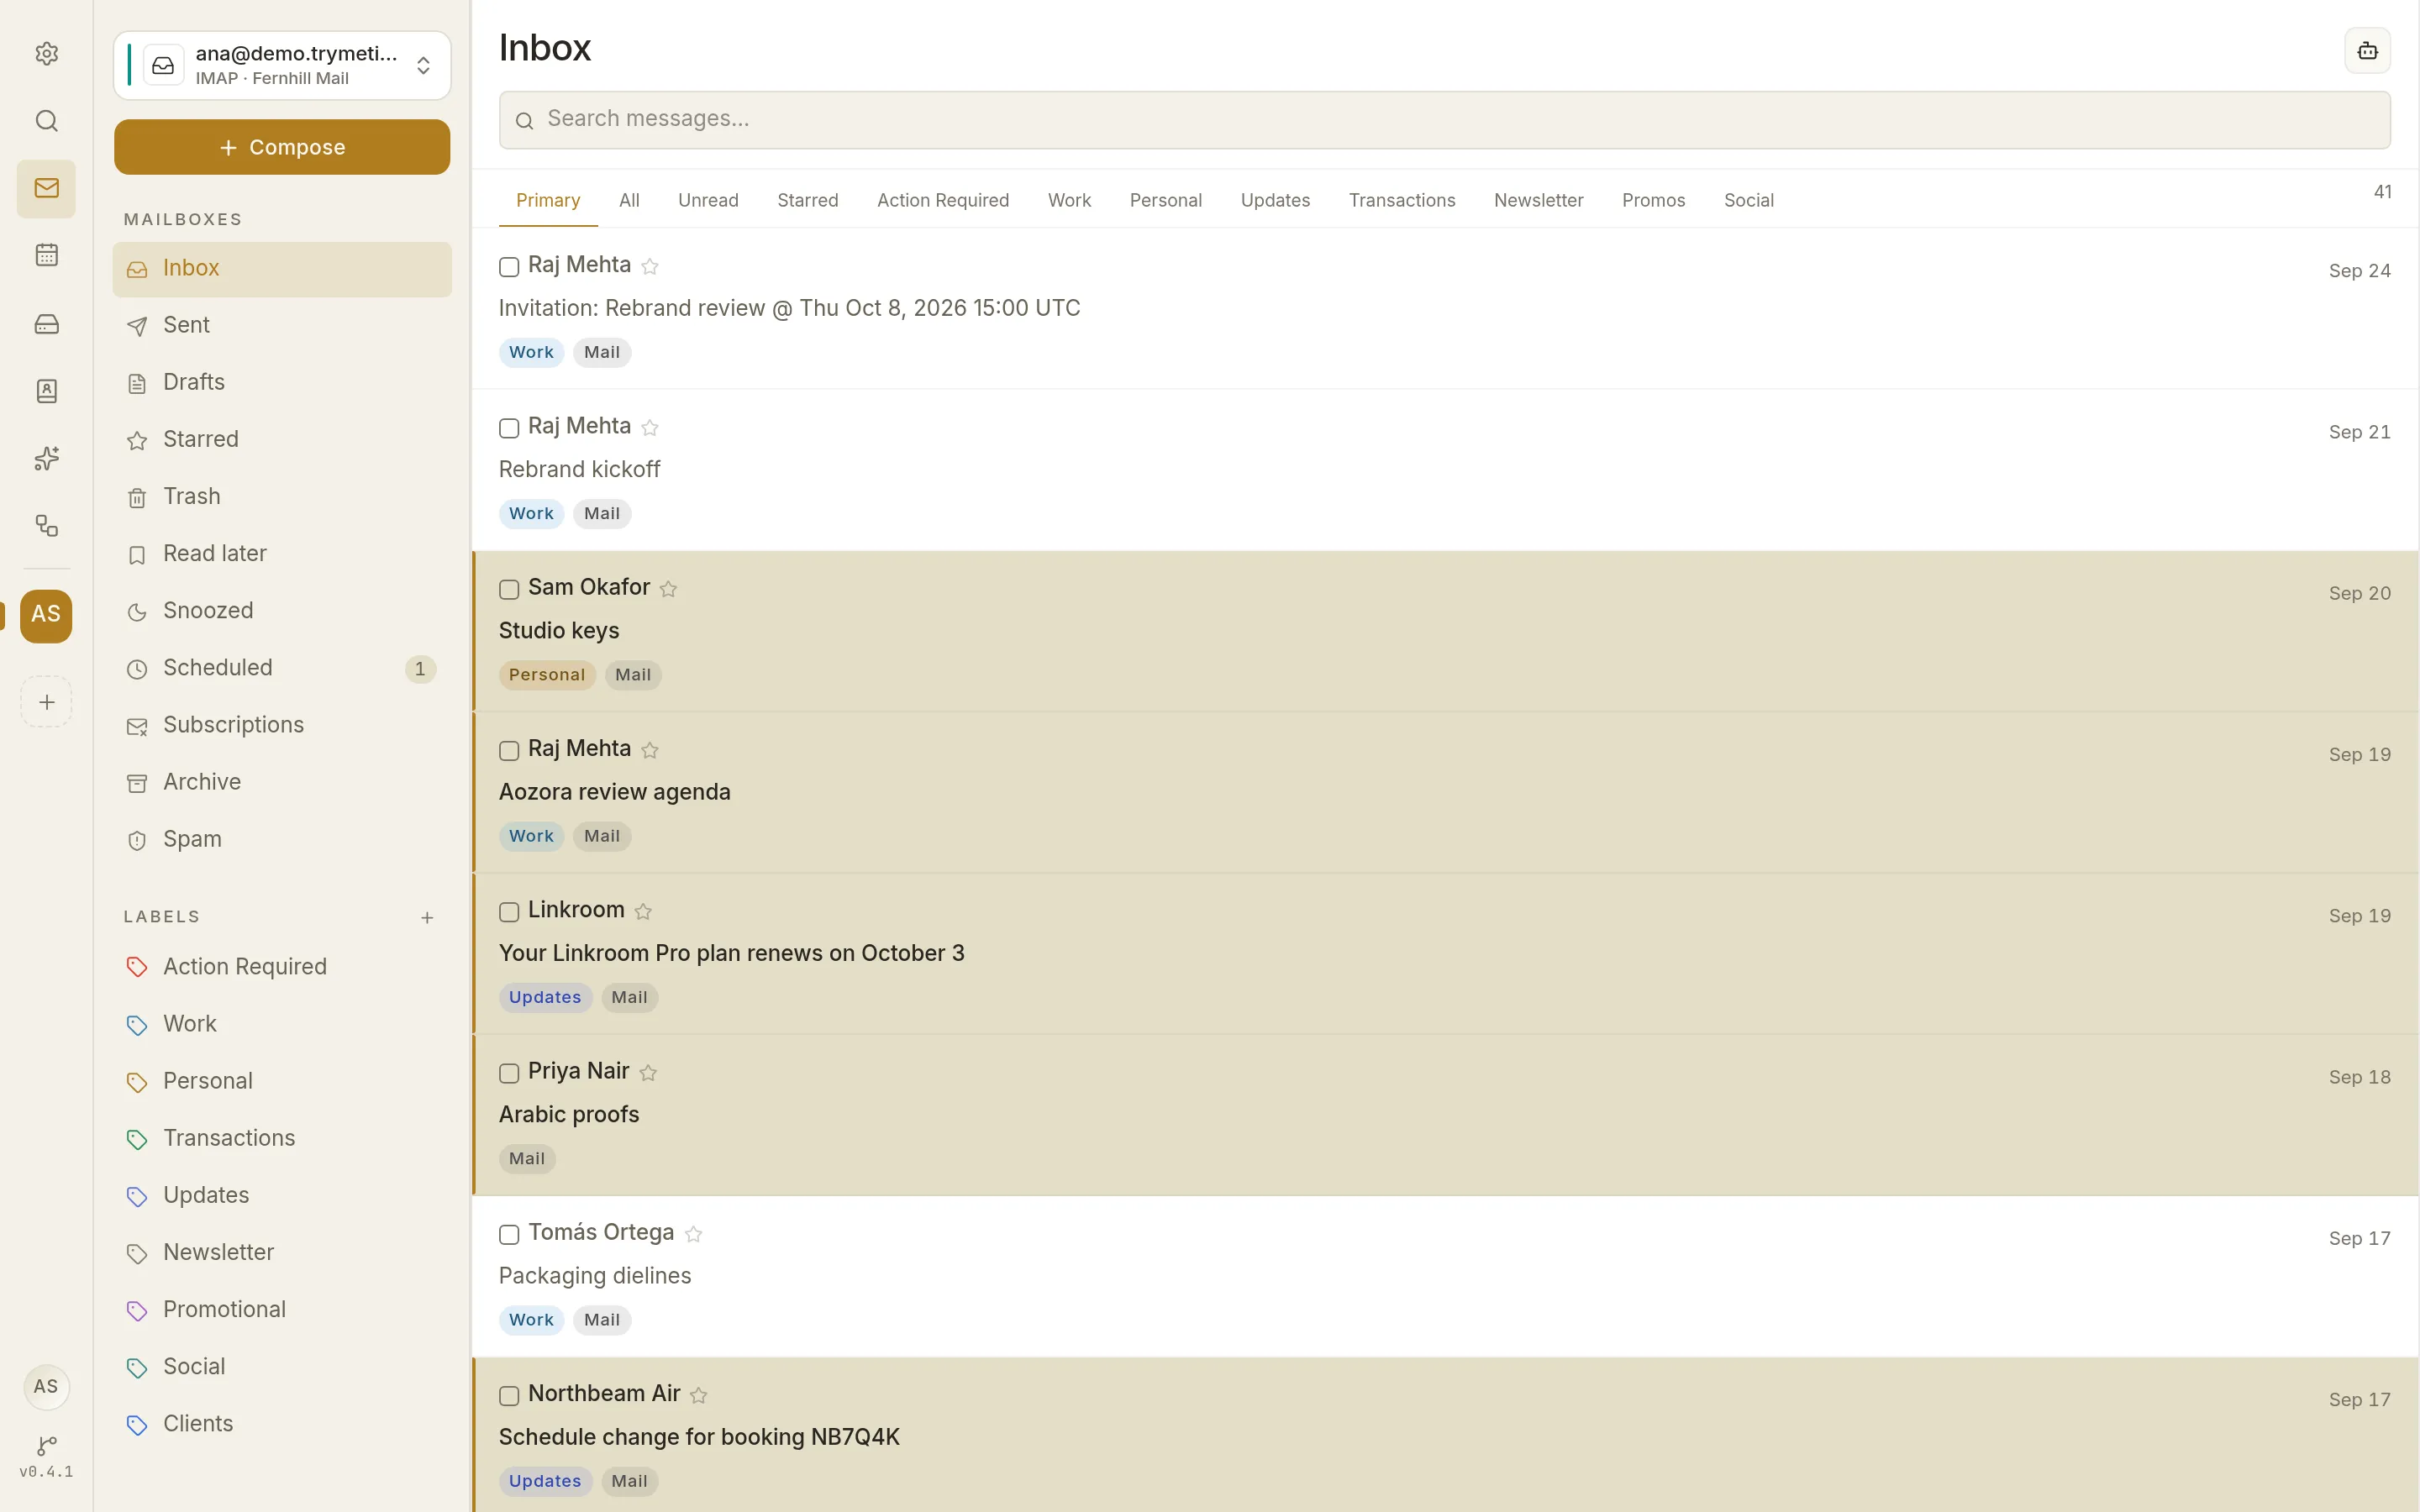 ana@demo.trymeti...
IMAP · Fernhill Mail
Compose
MAILBOXES
Inbox
Sent
Drafts
Starred
Trash
Read later
Snoozed
Scheduled 1
Subscriptions
Archive
Spam
LABELS
Action Required
Work
Personal
Transactions
Updates
Newsletter
Promotional
Social
Clients
AS
AS
v0.4.1
Inbox
Search messages...
Primary All Unread Starred Action Required Work Personal Updates Transactions Newsletter Promos Social 41
Raj Mehta Sep 24
Invitation: Rebrand review @ Thu Oct 8, 2026 15:00 UTC
Work Mail
Raj Mehta Sep 21
Rebrand kickoff
Work Mail
Sam Okafor Sep 20
Studio keys
Personal Mail
Raj Mehta Sep 19
Aozora review agenda
Work Mail
Linkroom Sep 19
Your Linkroom Pro plan renews on October 3
Updates Mail
Priya Nair Sep 18
Arabic proofs
Mail
Tomás Ortega Sep 17
Packaging dielines
Work Mail
Northbeam Air Sep 17
Schedule change for booking NB7Q4K
Updates Mail